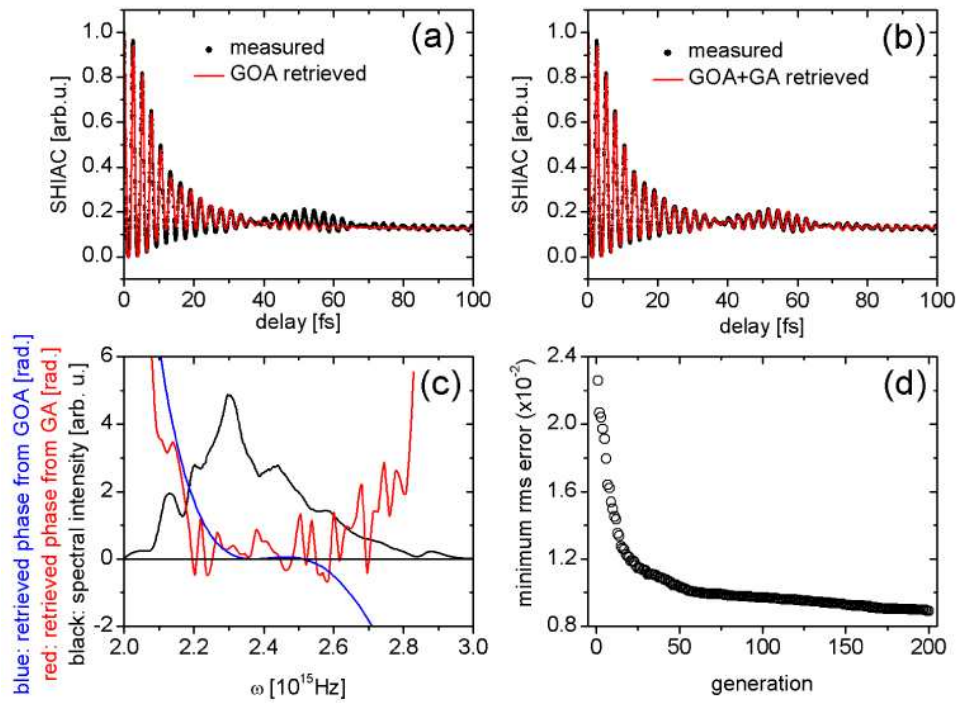 (a)
measured
GOA retrieved
SHIAC [arb.u.]
1.0
0.8
0.6
0.4
0.2
0.0
0 20 40 60 80 100
delay [fs]
(b)
measured
GOA+GA retrieved
SHIAC [arb.u.]
1.0
0.8
0.6
0.4
0.2
0.0
0 20 40 60 80 100
delay [fs]
(c)
blue: retrieved phase from GOA [rad.]
red: retrieved phase from GA [rad.]
black: spectral intensity [arb. u.]
6
4
2
0
-2
2.0 2.2 2.4 2.6 2.8 3.0
ω [10¹⁵Hz]
(d)
minimum rms error (x10⁻²)
2.4
2.0
1.6
1.2
0.8
0 50 100 150 200
generation